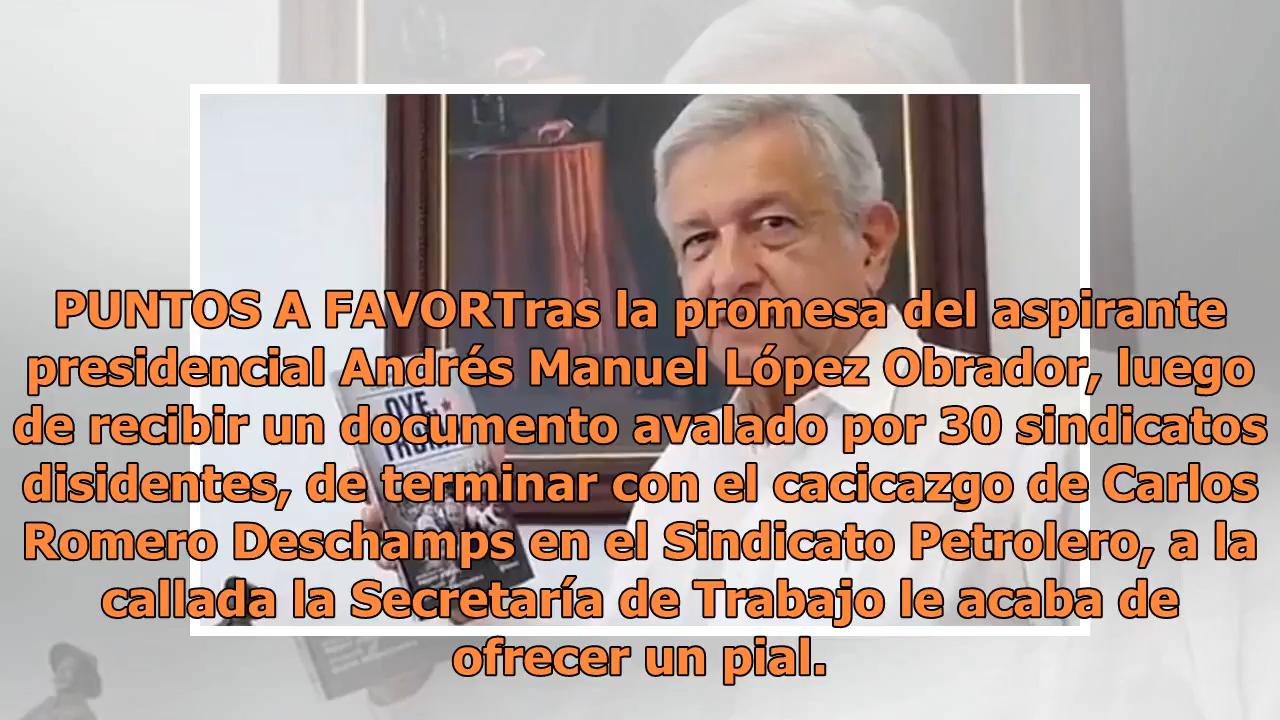 PUNTOS A FAVORTras la promesa del aspirante
presidencial Andrés Manuel López Obrador, luego
de recibir un documento avalado por 30 sindicatos
disidentes, de terminar con el cacicazgo de Carlos
Romero Deschamps en el Sindicato Petrolero, a la
callada la Secretaría de Trabajo le acaba de
ofrecer un pial.
OYE,